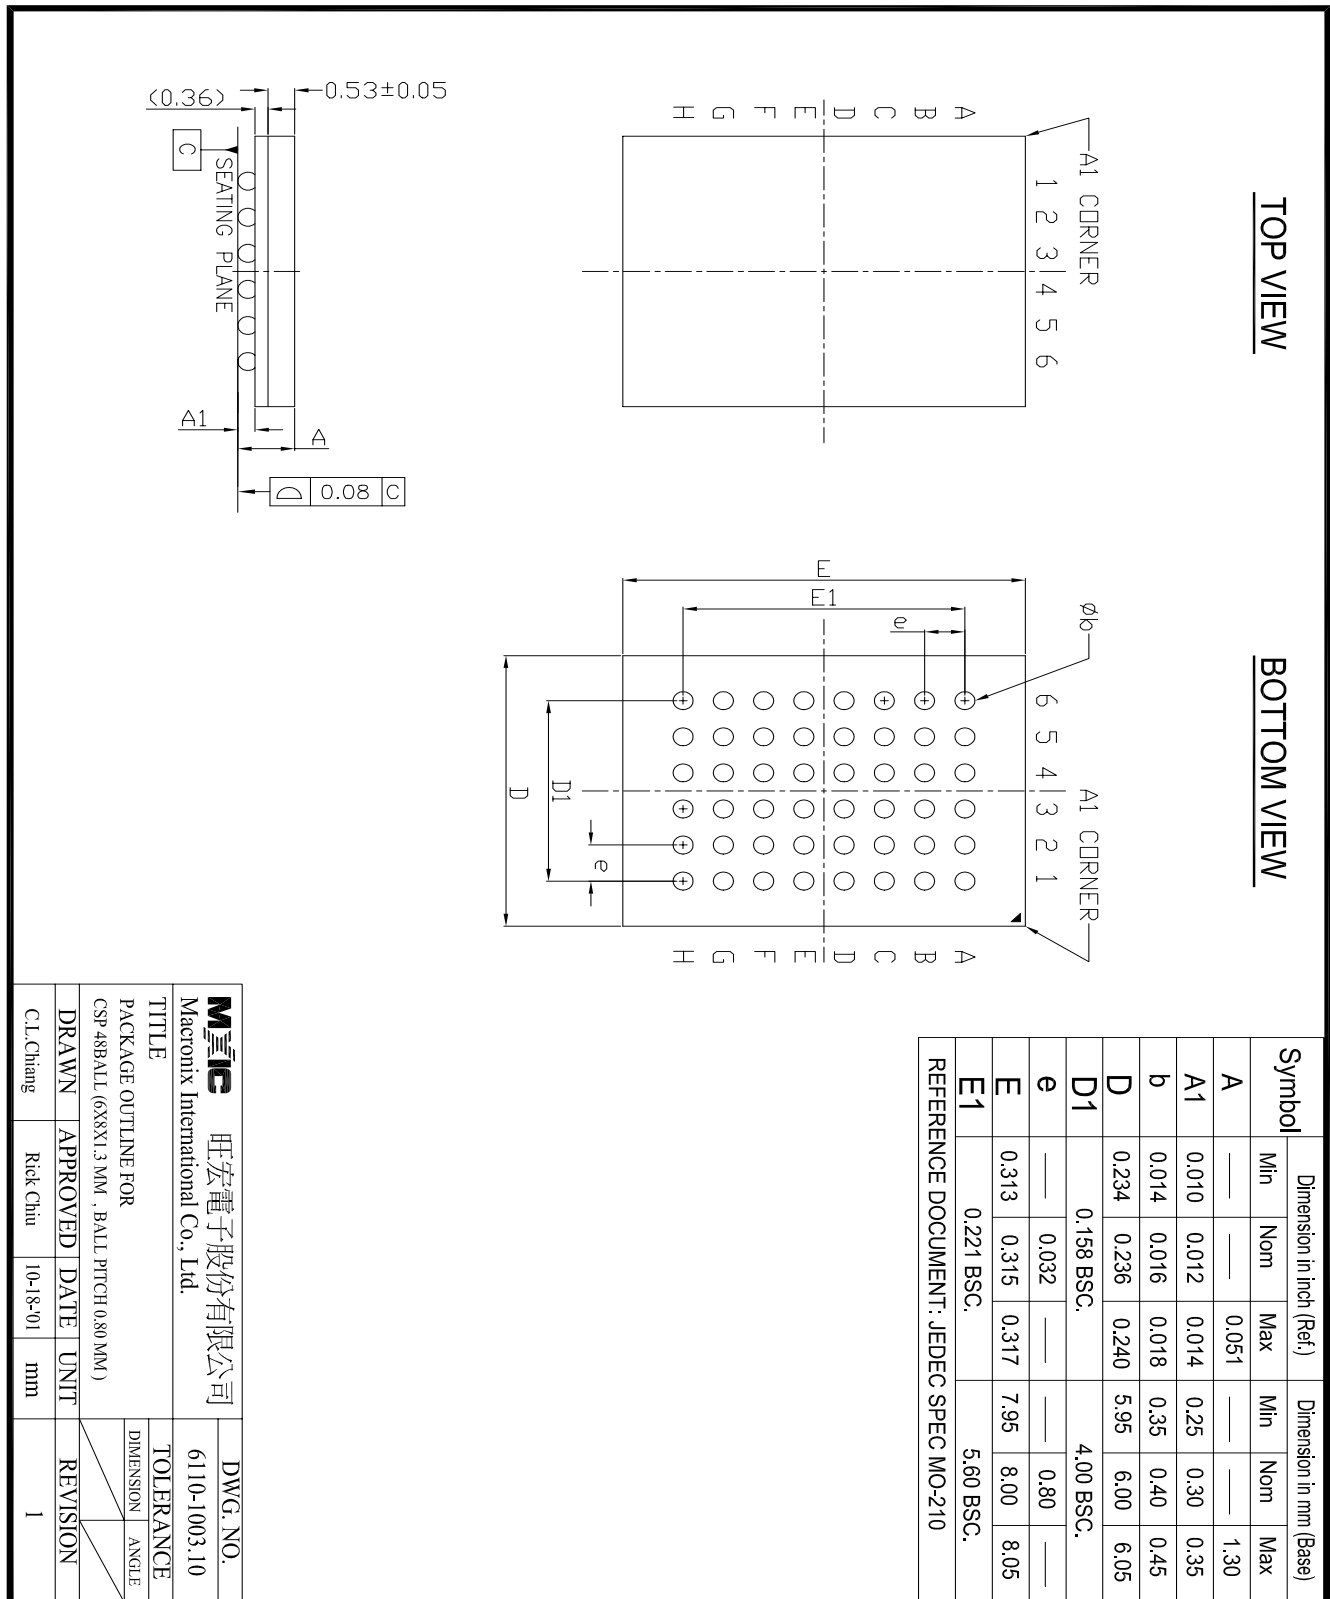 TOP VIEW
BOTTOM VIEW
A1 CORNER
1 2 3 4 5 6
A
B
C
D
E
F
G
H
Øb
6 5 4 3 2 1
A1 CORNER
A
B
C
D
E
F
G
H
e
E1
E
e
D1
D
0.53±0.05
(0.36)
C
SEATING PLANE
A1
A
0.08 C
Symbol
Dimension in inch (Ref.) Dimension in mm (Base)
Min Nom Max Min Nom Max
A — — 0.051 — — 1.30
A1 0.010 0.012 0.014 0.25 0.30 0.35
b 0.014 0.016 0.018 0.35 0.40 0.45
D 0.234 0.236 0.240 5.95 6.00 6.05
D1 0.158 BSC. 4.00 BSC.
e — 0.032 — — 0.80 —
E 0.313 0.315 0.317 7.95 8.00 8.05
E1 0.221 BSC. 5.60 BSC.
REFERENCE DOCUMENT: JEDEC SPEC MO-210
MXIC 旺宏電子股份有限公司
Macronix International Co., Ltd.
DWG. NO.
6110-1003.10
TITLE
PACKAGE OUTLINE FOR
CSP 48BALL (6X8X1.3 MM , BALL PITCH 0.80 MM )
TOLERANCE
DIMENSION ANGLE
DRAWN APPROVED DATE UNIT REVISION
C.L.Chiang Rick Chiu 10-18-'01 mm 1